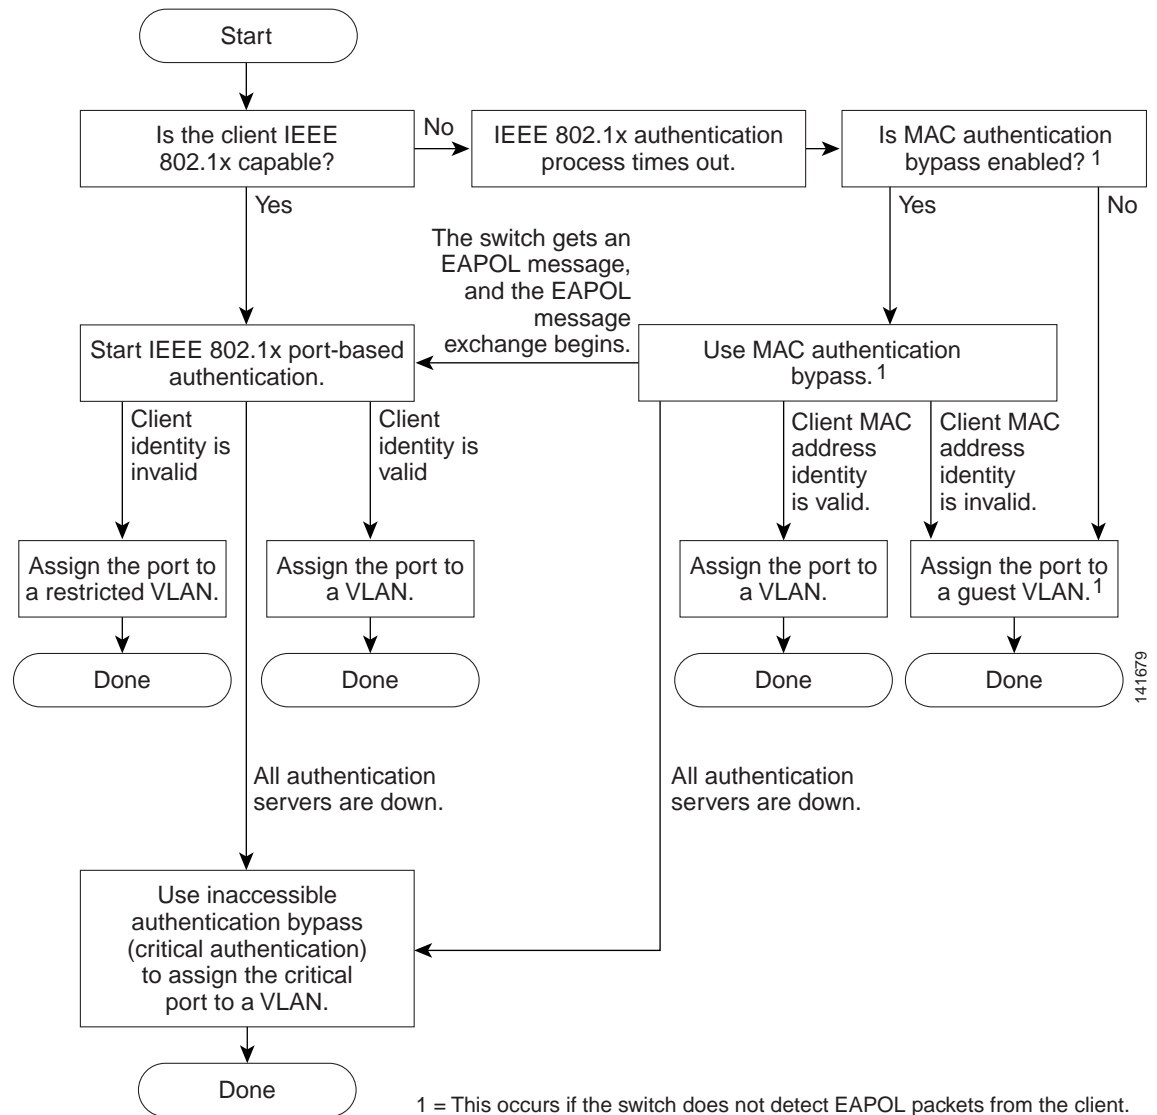 Start
Is the client IEEE
802.1x capable?
No
IEEE 802.1x authentication
process times out.
Is MAC authentication
bypass enabled? 1
Yes
Yes
No
The switch gets an
EAPOL message,
and the EAPOL
message
exchange begins.
Start IEEE 802.1x port-based
authentication.
Use MAC authentication
bypass. 1
Client
identity is
invalid
Client
identity is
valid
Client MAC
address
identity
is valid.
Client MAC
address
identity
is invalid.
Assign the port to
a restricted VLAN.
Assign the port to
a VLAN.
Assign the port to
a VLAN.
Assign the port to
a guest VLAN. 1
Done
Done
Done
Done
141679
All authentication
servers are down.
All authentication
servers are down.
Use inaccessible
authentication bypass
(critical authentication)
to assign the critical
port to a VLAN.
Done
1 = This occurs if the switch does not detect EAPOL packets from the client.